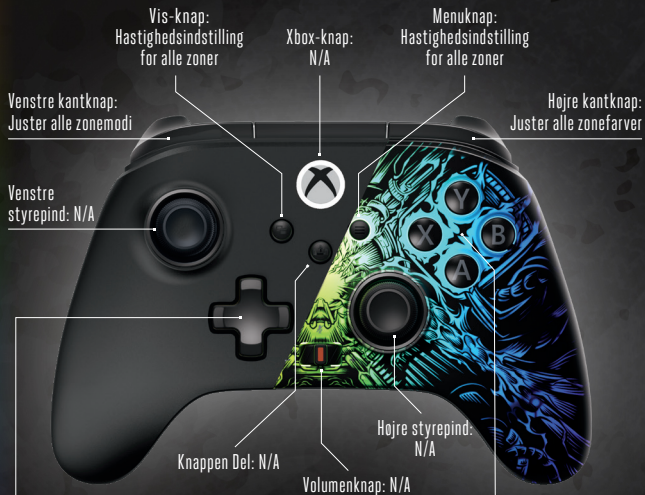 Vis-knap:
Hastighedsindstilling
for alle zoner
Xbox-knap:
N/A
Menuknap:
Hastighedsindstilling
for alle zoner
Venstre kantknap:
Juster alle zonemodi
Højre kantknap:
Juster alle zonefarver
Venstre
styrepind: N/A
Y
X
B
A
Højre styrepind:
N/A
Knappen Del: N/A
Volumenknap: N/A